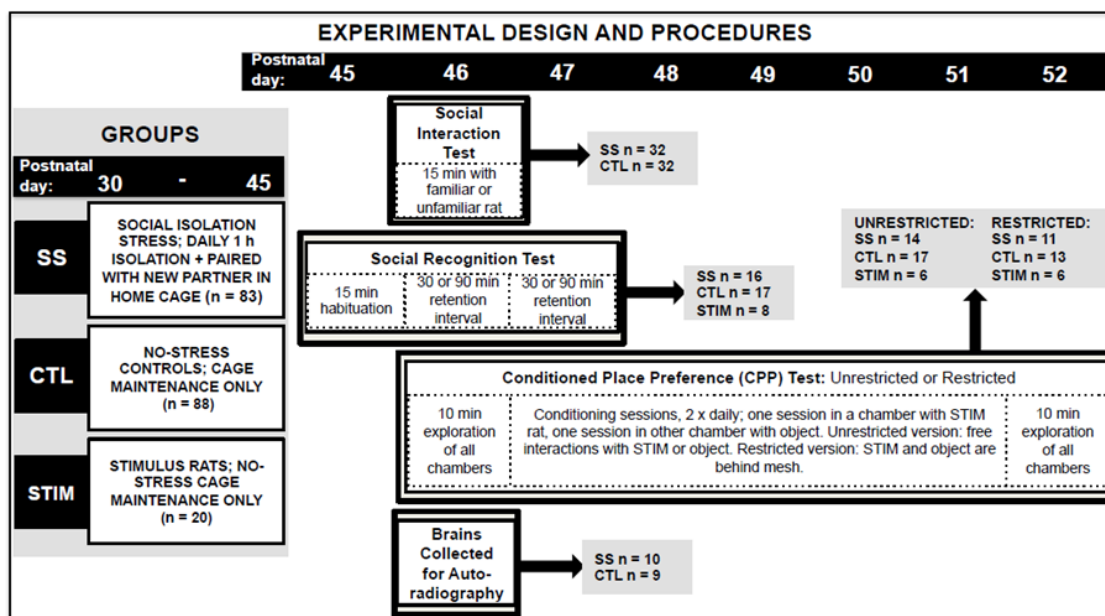 EXPERIMENTAL DESIGN AND PROCEDURES
Postnatal
day: 45 46 47 48 49 50 51 52
GROUPS
Postnatal
day: 30 - 45
SS
SOCIAL ISOLATION
STRESS; DAILY 1 h
ISOLATION + PAIRED
WITH NEW PARTNER IN
HOME CAGE (n = 83)
CTL
NO-STRESS
CONTROLS; CAGE
MAINTENANCE ONLY
(n = 88)
STIM
STIMULUS RATS; NO-
STRESS CAGE
MAINTENANCE ONLY
(n = 20)
Social
Interaction
Test
15 min with
familiar or
unfamiliar rat
SS n = 32
CTL n = 32
Social Recognition Test
15 min
habituation
30 or 90 min
retention
interval
30 or 90 min
retention
interval
SS n = 16
CTL n = 17
STIM n = 8
UNRESTRICTED:
SS n = 14
CTL n = 17
STIM n = 6
RESTRICTED:
SS n = 11
CTL n = 13
STIM n = 6
Conditioned Place Preference (CPP) Test: Unrestricted or Restricted
10 min
exploration
of all
chambers
Conditioning sessions, 2 x daily; one session in a chamber with STIM
rat, one session in other chamber with object. Unrestricted version: free
interactions with STIM or object. Restricted version: STIM and object are
behind mesh.
10 min
exploration
of all
chambers
Brains
Collected
for Auto-
radiography
SS n = 10
CTL n = 9